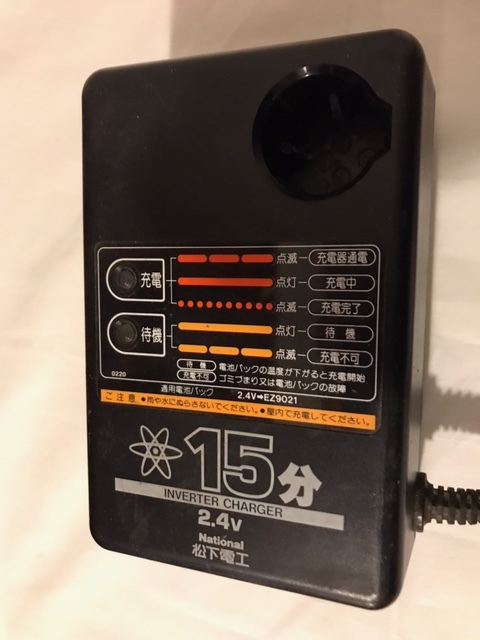 充電
点滅 充電器通電
点灯 充電中
点滅 充電完了
待機
点灯 待機
点滅 充電不可
待機 電池パックの温度が下がると充電開始
充電不可 ゴミづまり又は電池パックの故障
0220
適用電池パック 2.4V➡EZ9021
ご注意 ●雨や水にぬらさないでください。●屋内で充電してください。
15分
INVERTER CHARGER
2.4V
National
松下電工